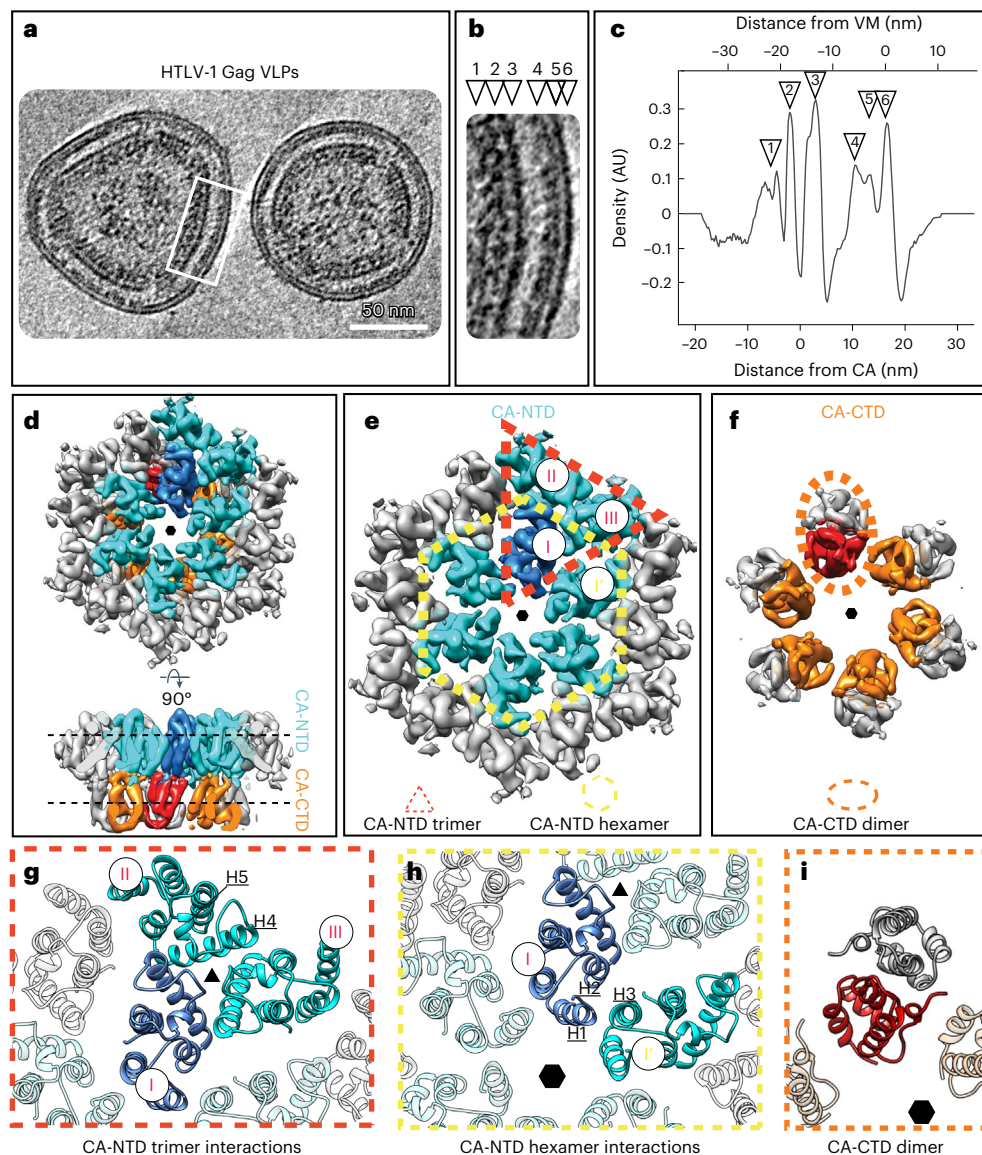 a
HTLV-1 Gag VLPs
50 nm
b
1 2 3 4 5 6
c
Distance from VM (nm)
–30 –20 –10 0 10
Density (AU)
0.3
0.2
0.1
0
–0.1
–0.2
1 2 3 4 5 6
–20 –10 0 10 20 30
Distance from CA (nm)
d
90°
CA-NTD
CA-CTD
e
CA-NTD
II
III
I
I′
CA-NTD trimer
CA-NTD hexamer
f
CA-CTD
CA-CTD dimer
g
II
H5
H4
III
I
CA-NTD trimer interactions
h
I
H2
H3
H1
I′
CA-NTD hexamer interactions
i
CA-CTD dimer